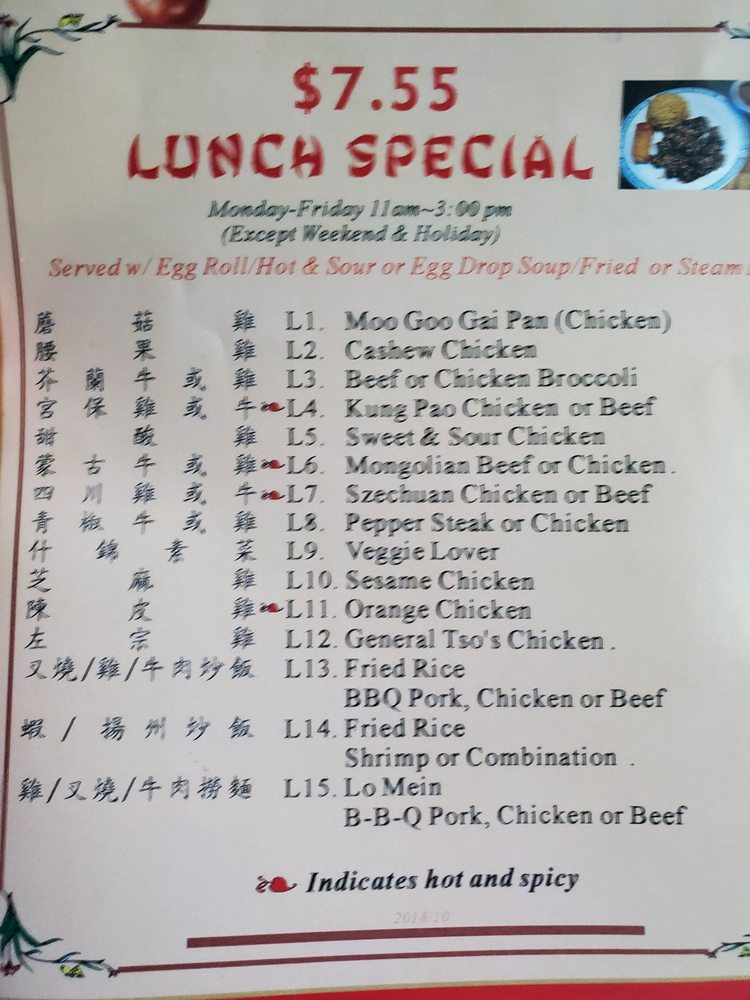 $7.55
LUNCH SPECIAL
Monday-Friday 11am~3:00 pm
(Except Weekend & Holiday)
Served w/ Egg Roll/Hot & Sour or Egg Drop Soup/Fried or Steam
蘑菇雞 L1. Moo Goo Gai Pan (Chicken)
腰果雞 L2. Cashew Chicken
芥蘭牛或雞 L3. Beef or Chicken Broccoli
宮保雞或牛 L4. Kung Pao Chicken or Beef
甜酸雞 L5. Sweet & Sour Chicken
蒙古牛或雞 L6. Mongolian Beef or Chicken.
四川雞或牛 L7. Szechuan Chicken or Beef
青椒牛或雞 L8. Pepper Steak or Chicken
什錦素菜 L9. Veggie Lover
芝麻雞 L10. Sesame Chicken
陳皮雞 L11. Orange Chicken
左宗雞 L12. General Tso's Chicken .
叉燒/雞/牛肉炒飯 L13. Fried Rice
BBQ Pork, Chicken or Beef
蝦/揚州炒飯 L14. Fried Rice
Shrimp or Combination .
雞/叉燒/牛肉撈麵 L15. Lo Mein
B-B-Q Pork, Chicken or Beef
Indicates hot and spicy
2018/10